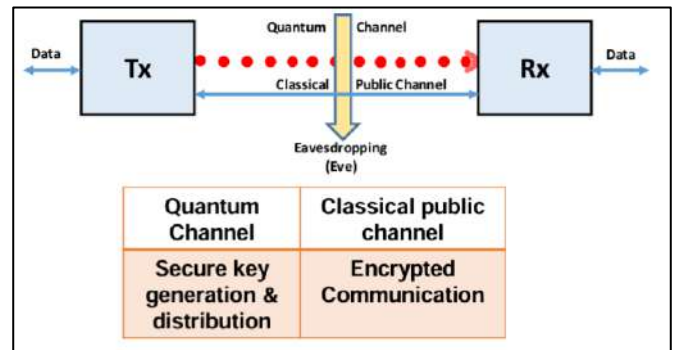 Quantum Channel
Data Tx Rx Data
Classical Public Channel
Eavesdropping
(Eve)
Quantum
Channel
Classical public
channel
Secure key
generation &
distribution
Encrypted
Communication